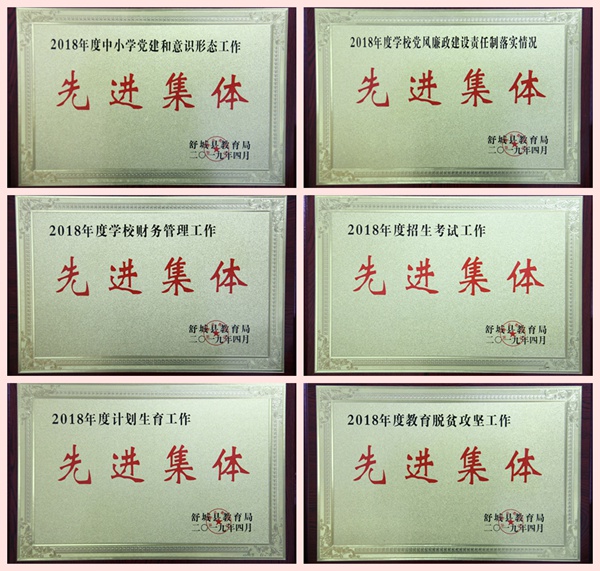 2018年度中小学党建和意识形态工作
先进集体
舒城县教育局
二〇一九年四月
2018年度学校党风廉政建设责任制落实情况
先进集体
舒城县教育局
二〇一九年四月
2018年度学校财务管理工作
先进集体
舒城县教育局
二〇一九年四月
2018年度招生考试工作
先进集体
舒城县教育局
二〇一九年四月
2018年度计划生育工作
先进集体
舒城县教育局
二〇一九年四月
2018年度教育脱贫攻坚工作
先进集体
舒城县教育局
二〇一九年四月